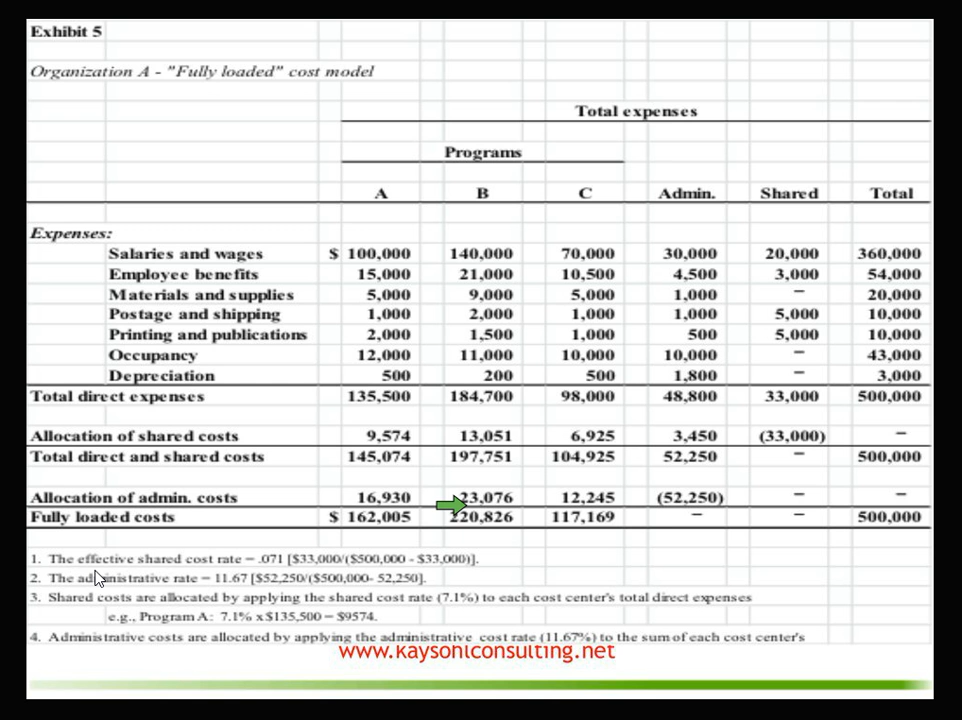 Exhibit 5
Organization A - "Fully loaded" cost model
Total expenses
Programs
A B C Admin. Shared Total
Expenses:
Salaries and wages $ 100,000 140,000 70,000 30,000 20,000 360,000
Employee benefits 15,000 21,000 10,500 4,500 3,000 54,000
Materials and supplies 5,000 9,000 5,000 1,000 – 20,000
Postage and shipping 1,000 2,000 1,000 1,000 5,000 10,000
Printing and publications 2,000 1,500 1,000 500 5,000 10,000
Occupancy 12,000 11,000 10,000 10,000 – 43,000
Depreciation 500 200 500 1,800 – 3,000
Total direct expenses 135,500 184,700 98,000 48,800 33,000 500,000
Allocation of shared costs 9,574 13,051 6,925 3,450 (33,000) –
Total direct and shared costs 145,074 197,751 104,925 52,250 – 500,000
Allocation of admin. costs 16,930 23,076 12,245 (52,250) – –
Fully loaded costs $ 162,005 220,826 117,169 – – 500,000
1. The effective shared cost rate = .071 [$33,000/($500,000 - $33,000)].
2. The administrative rate = 11.67 [$52,250/($500,000- 52,250].
3. Shared costs are allocated by applying the shared cost rate (7.1%) to each cost center's total direct expenses
e.g., Program A: 7.1% x $135,500 = $9574.
4. Administrative costs are allocated by applying the administrative cost rate (11.67%) to the sum of each cost center's
www.kaysonlconsulting.net